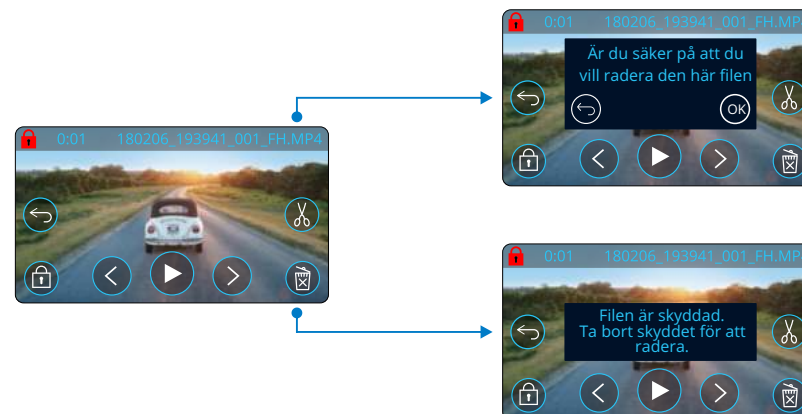 0:01 180206_193941_001_FH.MP4
Är du säker på att du
vill radera den här filen
OK
0:01 180206_193941_001_FH.MP4
0:01 180206_193941_001_FH.MP
Filen är skyddad.
Ta bort skyddet för att
radera.